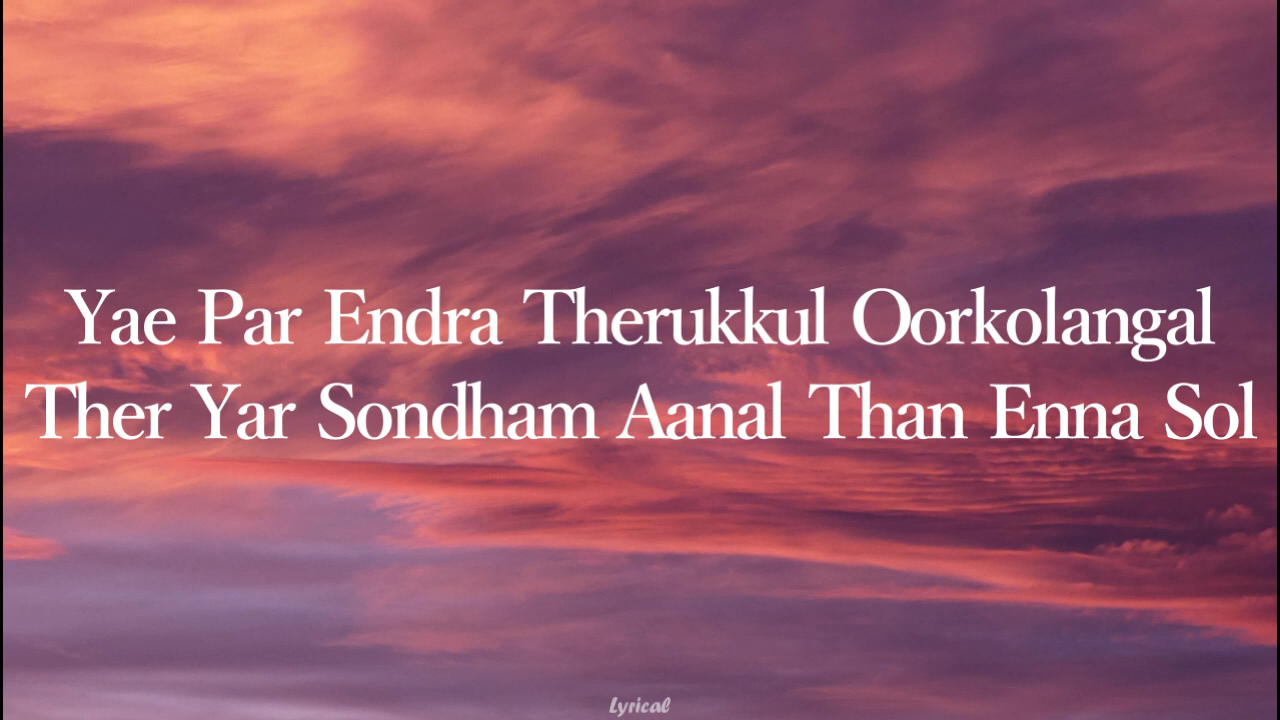 Yae Par Endra Therukkul Oorkolangal
Ther Yar Sondham Aanal Than Enna Sol
Lyrical